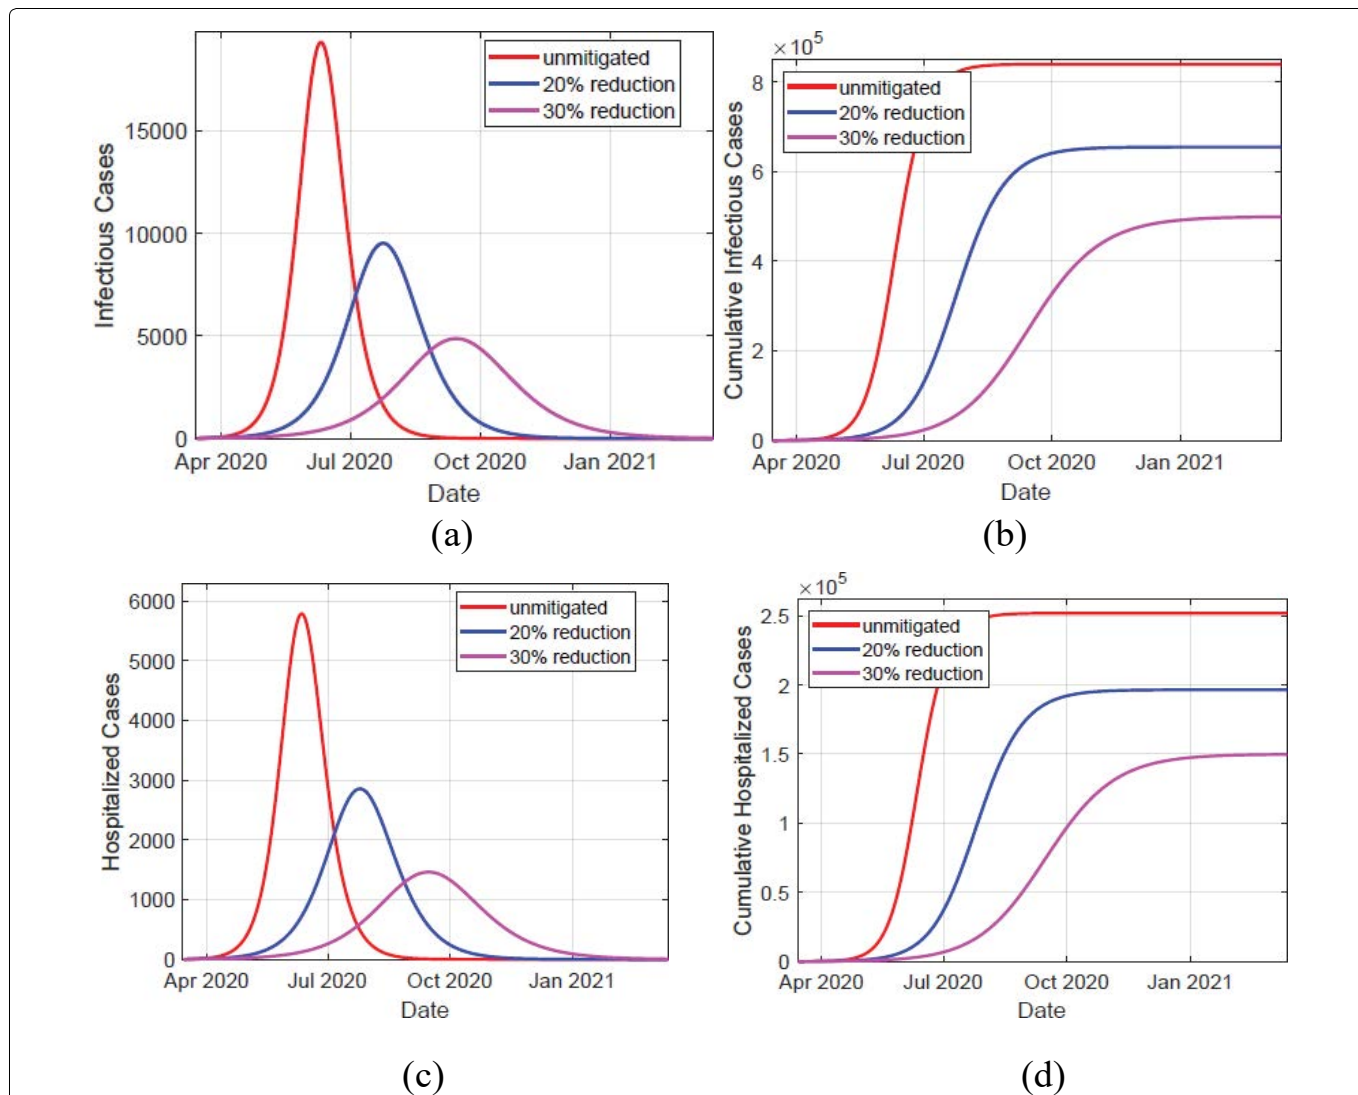 unmitigated
20% reduction
30% reduction
15000
10000
5000
0
Infectious Cases
Apr 2020 Jul 2020 Oct 2020 Jan 2021
Date
(a)
×10⁵
unmitigated
20% reduction
30% reduction
8
6
4
2
0
Cumulative Infectious Cases
Apr 2020 Jul 2020 Oct 2020 Jan 2021
Date
(b)
unmitigated
20% reduction
30% reduction
6000
5000
4000
3000
2000
1000
0
Hospitalized Cases
Apr 2020 Jul 2020 Oct 2020 Jan 2021
Date
(c)
×10⁵
unmitigated
20% reduction
30% reduction
2.5
2
1.5
1
0.5
0
Cumulative Hospitalized Cases
Apr 2020 Jul 2020 Oct 2020 Jan 2021
Date
(d)